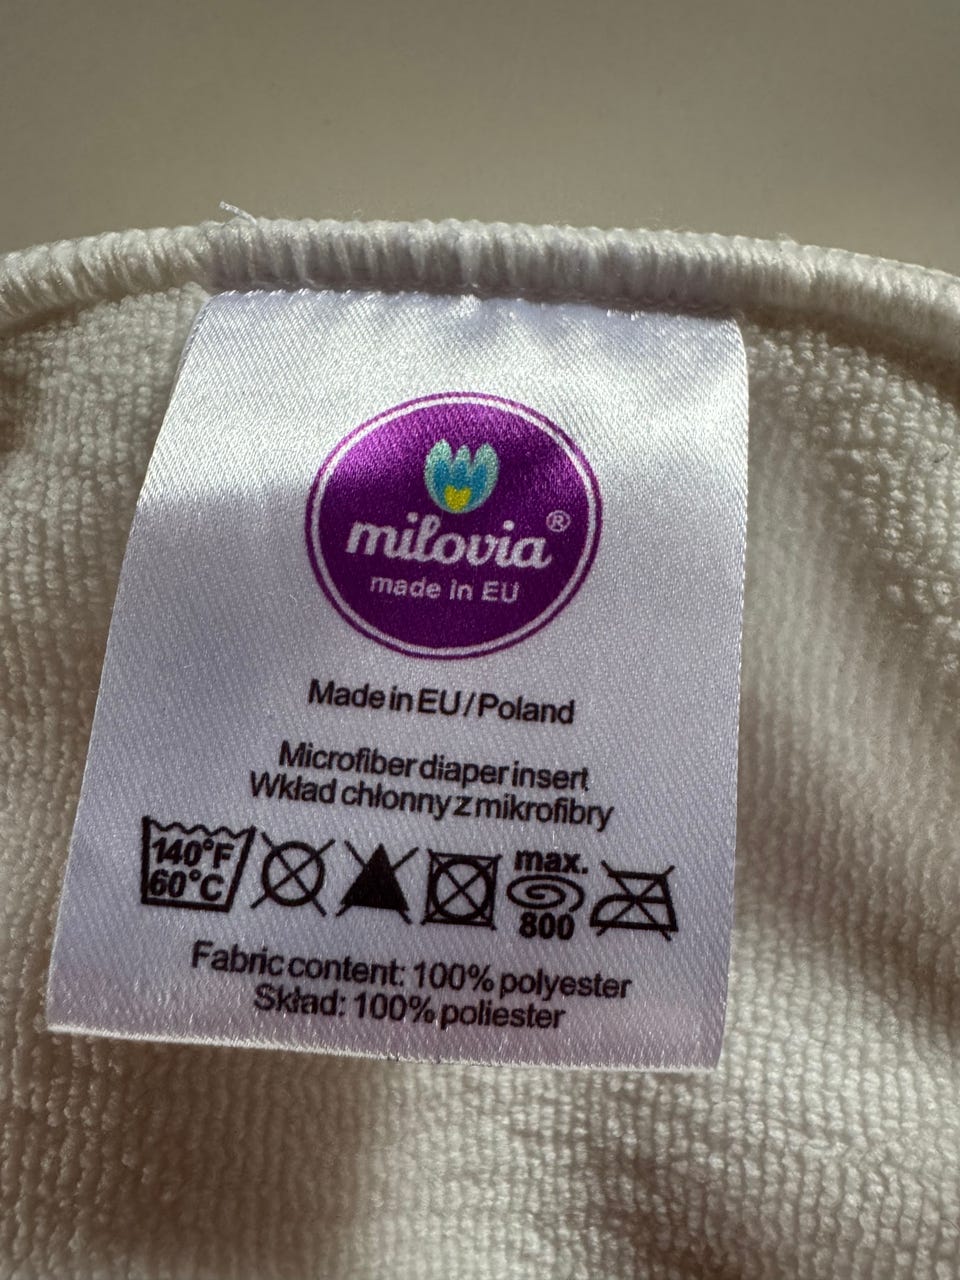 milovia®
made in EU
Made in EU/Poland
Microfiber diaper insert
Wkład chłonny z mikrofibry
140°F
60°C
max.
800
Fabric content: 100% polyester
Skład: 100% poliester